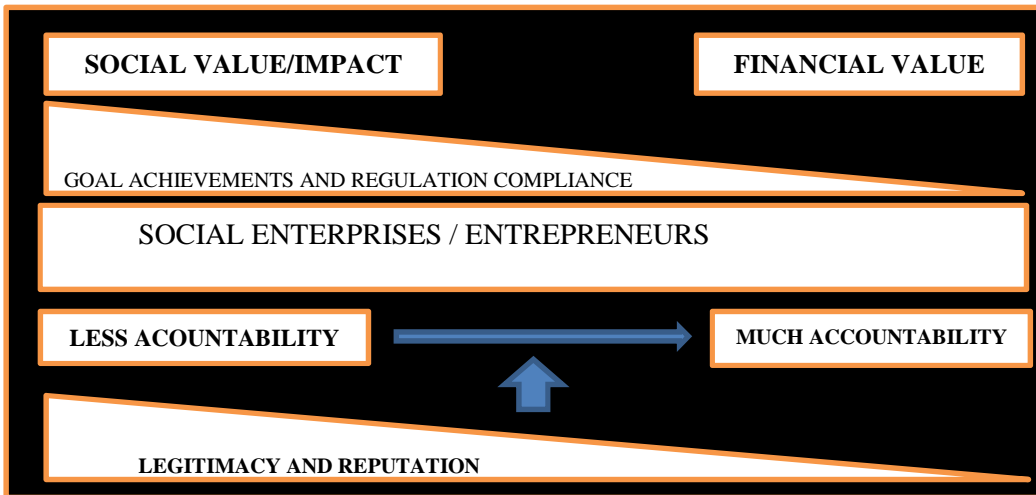 SOCIAL VALUE/IMPACT
FINANCIAL VALUE
GOAL ACHIEVEMENTS AND REGULATION COMPLIANCE
SOCIAL ENTERPRISES / ENTREPRENEURS
LESS ACOUNTABILITY
MUCH ACCOUNTABILITY
LEGITIMACY AND REPUTATION